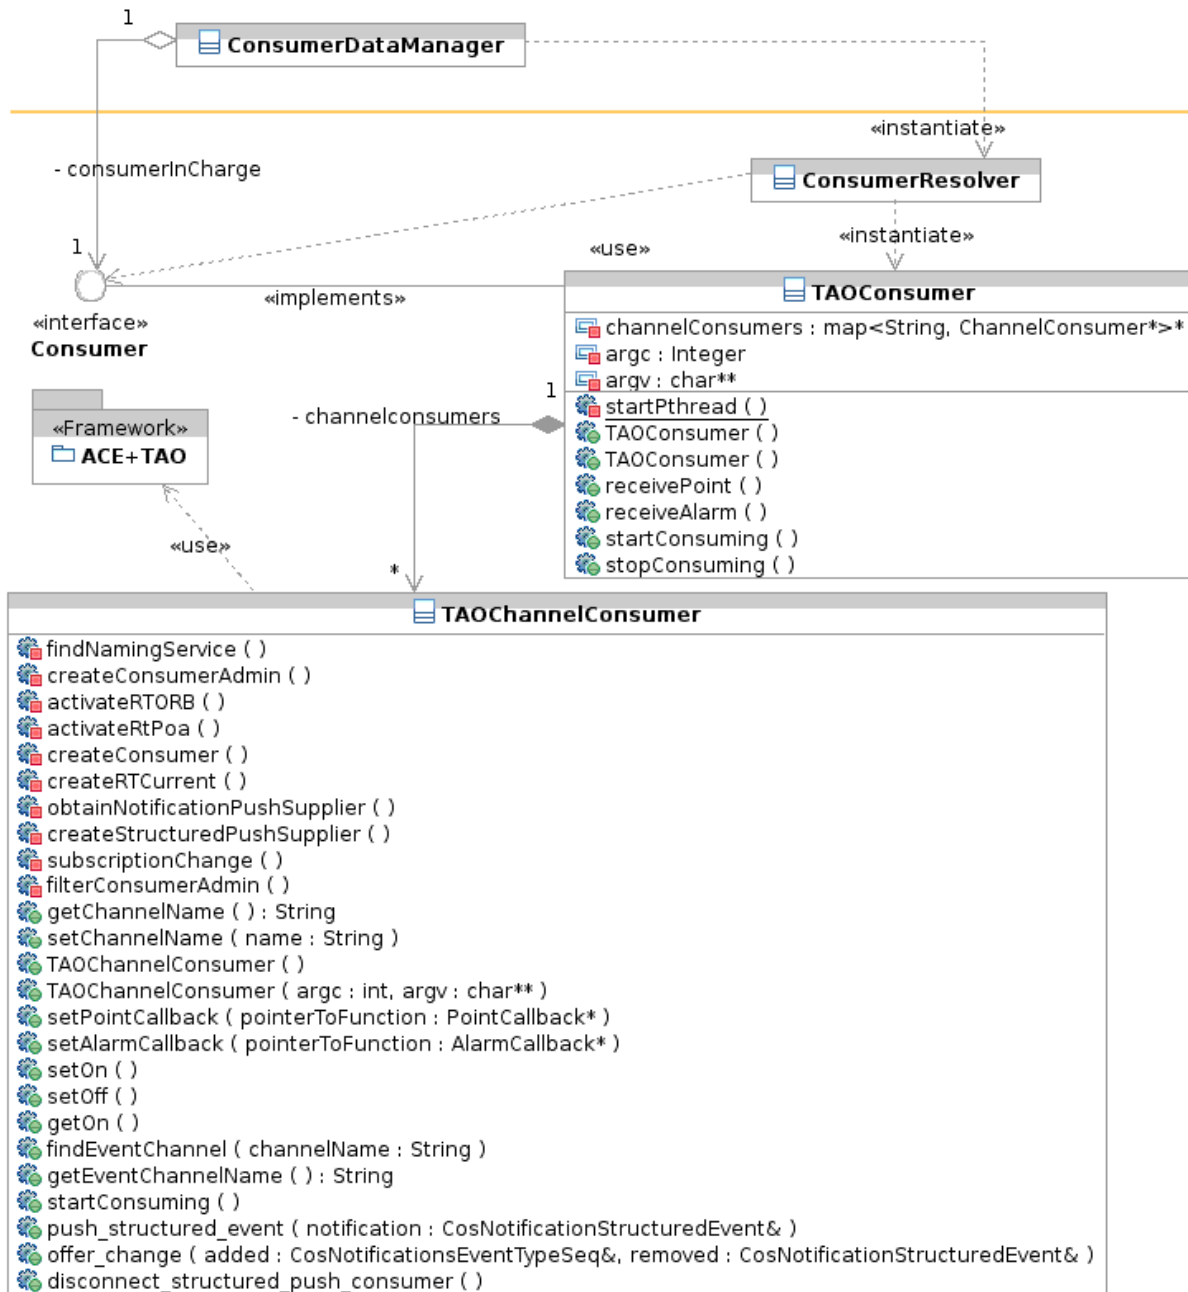 1
ConsumerDataManager
«instantiate»
- consumerInCharge
ConsumerResolver
1
«use»
«instantiate»
«implements»
TAOConsumer
«interface»
Consumer
channelConsumers : map<String, ChannelConsumer*>*
argc : Integer
argv : char**
1
- channelconsumers
startPthread ( )
TAOConsumer ( )
TAOConsumer ( )
receivePoint ( )
receiveAlarm ( )
startConsuming ( )
stopConsuming ( )
«Framework»
ACE+TAO
«use»
*
TAOChannelConsumer
findNamingService ( )
createConsumerAdmin ( )
activateRTORB ( )
activateRtPoa ( )
createConsumer ( )
createRTCurrent ( )
obtainNotificationPushSupplier ( )
createStructuredPushSupplier ( )
subscriptionChange ( )
filterConsumerAdmin ( )
getChannelName ( ) : String
setChannelName ( name : String )
TAOChannelConsumer ( )
TAOChannelConsumer ( argc : int, argv : char** )
setPointCallback ( pointerToFunction : PointCallback* )
setAlarmCallback ( pointerToFunction : AlarmCallback* )
setOn ( )
setOff ( )
getOn ( )
findEventChannel ( channelName : String )
getEventChannelName ( ) : String
startConsuming ( )
push_structured_event ( notification : CosNotificationStructuredEvent& )
offer_change ( added : CosNotificationsEventTypeSeq&, removed : CosNotificationStructuredEvent& )
disconnect_structured_push_consumer ( )